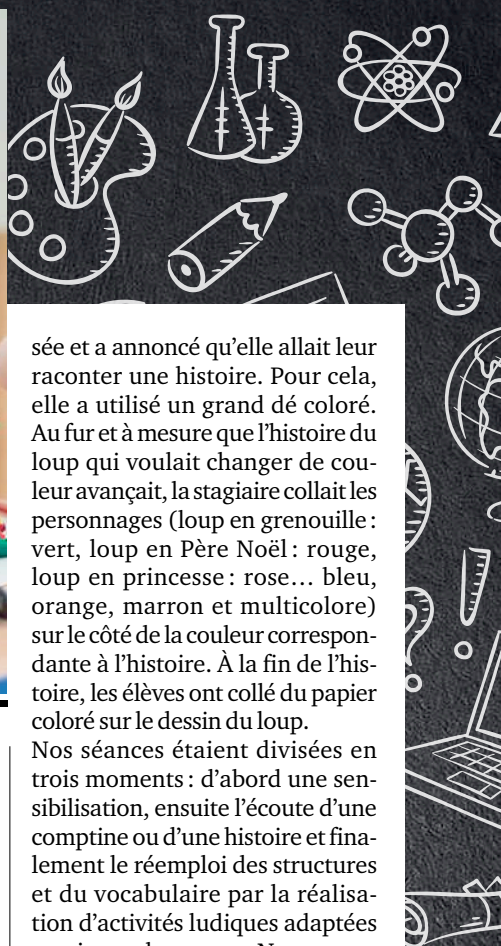 sée et a annoncé qu'elle allait leur
raconter une histoire. Pour cela,
elle a utilisé un grand dé coloré.
Au fur et à mesure que l'histoire du
loup qui voulait changer de cou-
leur avançait, la stagiaire collait les
personnages (loup en grenouille :
vert, loup en Père Noël : rouge,
loup en princesse : rose… bleu,
orange, marron et multicolore)
sur le côté de la couleur correspon-
dante à l'histoire. À la fin de l'his-
toire, les élèves ont collé du papier
coloré sur le dessin du loup.
Nos séances étaient divisées en
trois moments : d'abord une sen-
sibilisation, ensuite l'écoute d'une
comptine ou d'une histoire et fina-
lement le réemploi des structures
et du vocabulaire par la réalisa-
tion d'activités ludiques adaptées